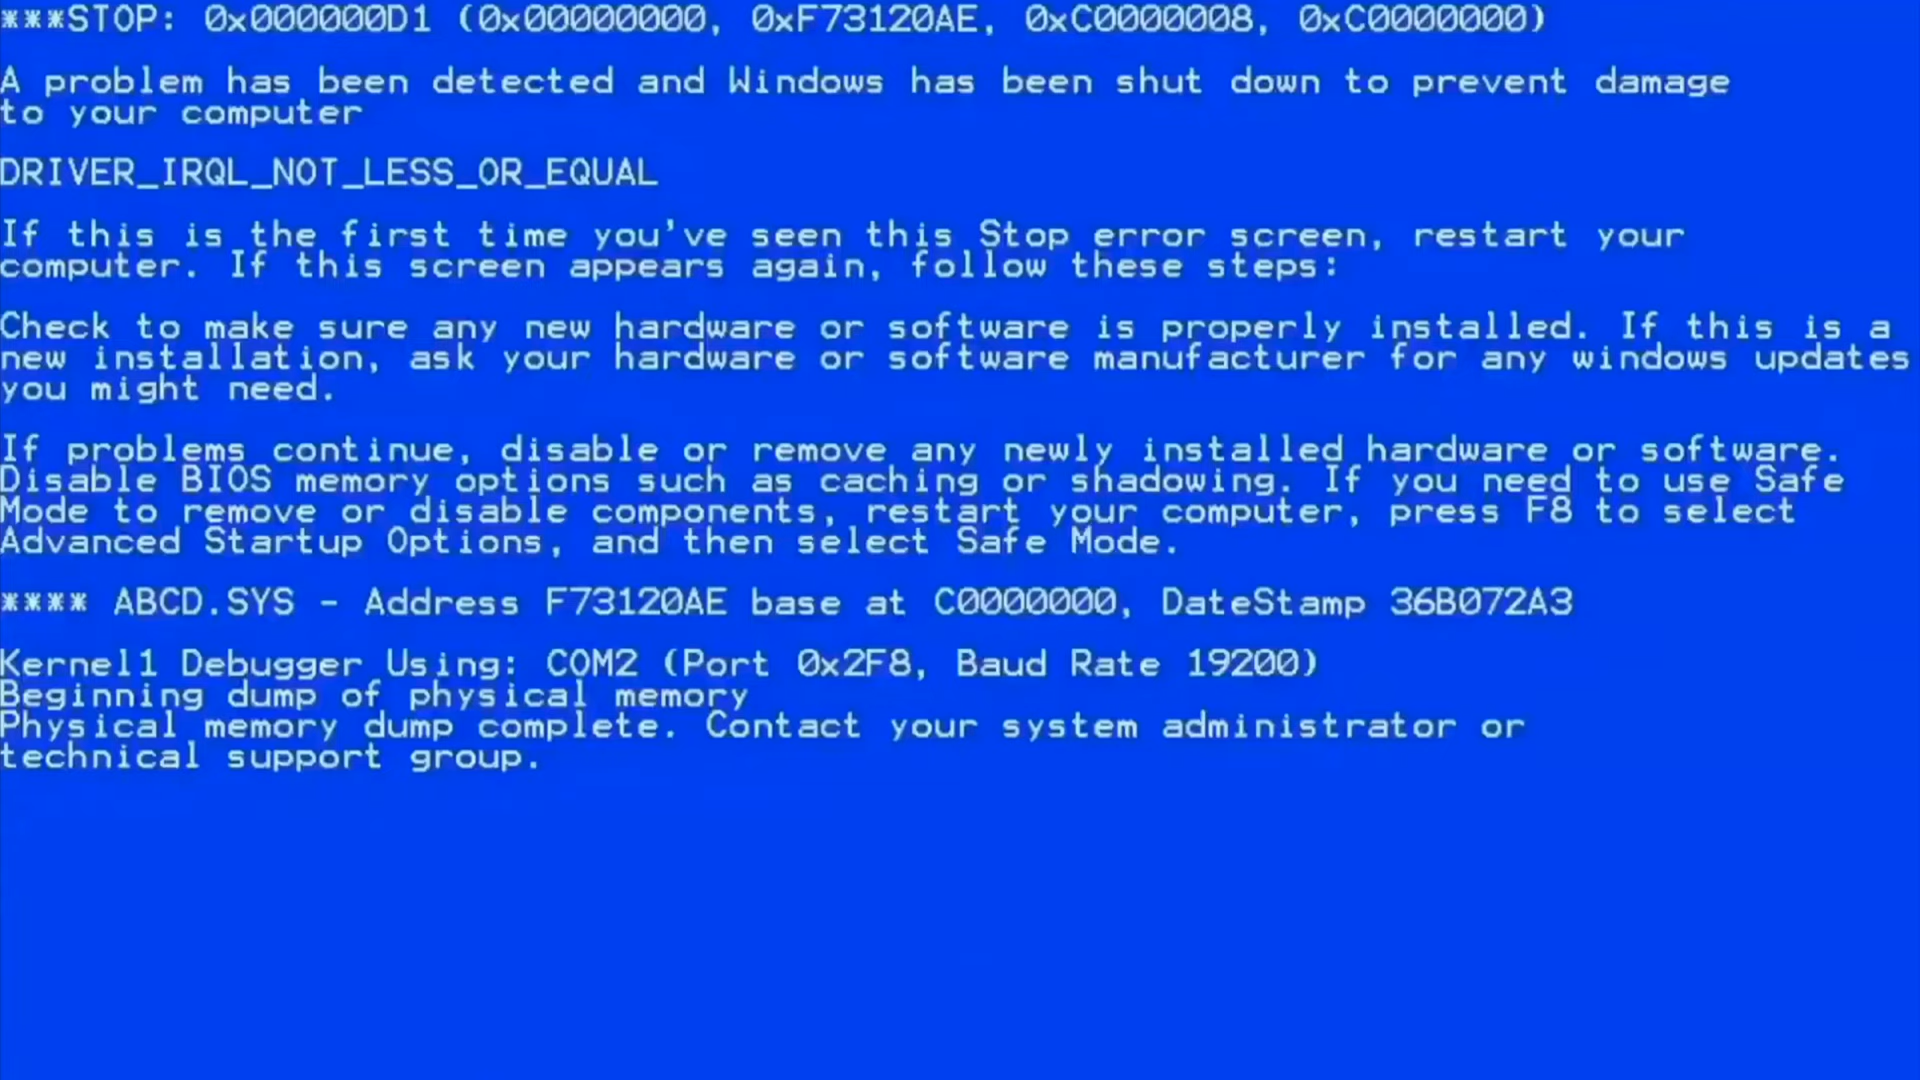 ***STOP: 0x000000D1 (0x00000000, 0xF73120AE, 0xC0000008, 0xC0000000)
A problem has been detected and Windows has been shut down to prevent damage
to your computer
DRIVER_IRQL_NOT_LESS_OR_EQUAL
If this is the first time you've seen this Stop error screen, restart your
computer. If this screen appears again, follow these steps:
Check to make sure any new hardware or software is properly installed. If this is a
new installation, ask your hardware or software manufacturer for any windows updates
you might need.
If problems continue, disable or remove any newly installed hardware or software.
Disable BIOS memory options such as caching or shadowing. If you need to use Safe
Mode to remove or disable components, restart your computer, press F8 to select
Advanced Startup Options, and then select Safe Mode.
**** ABCD.SYS - Address F73120AE base at C0000000, DateStamp 36B072A3
Kernel1 Debugger Using: COM2 (Port 0x2F8, Baud Rate 19200)
Beginning dump of physical memory
Physical memory dump complete. Contact your system administrator or
technical support group.